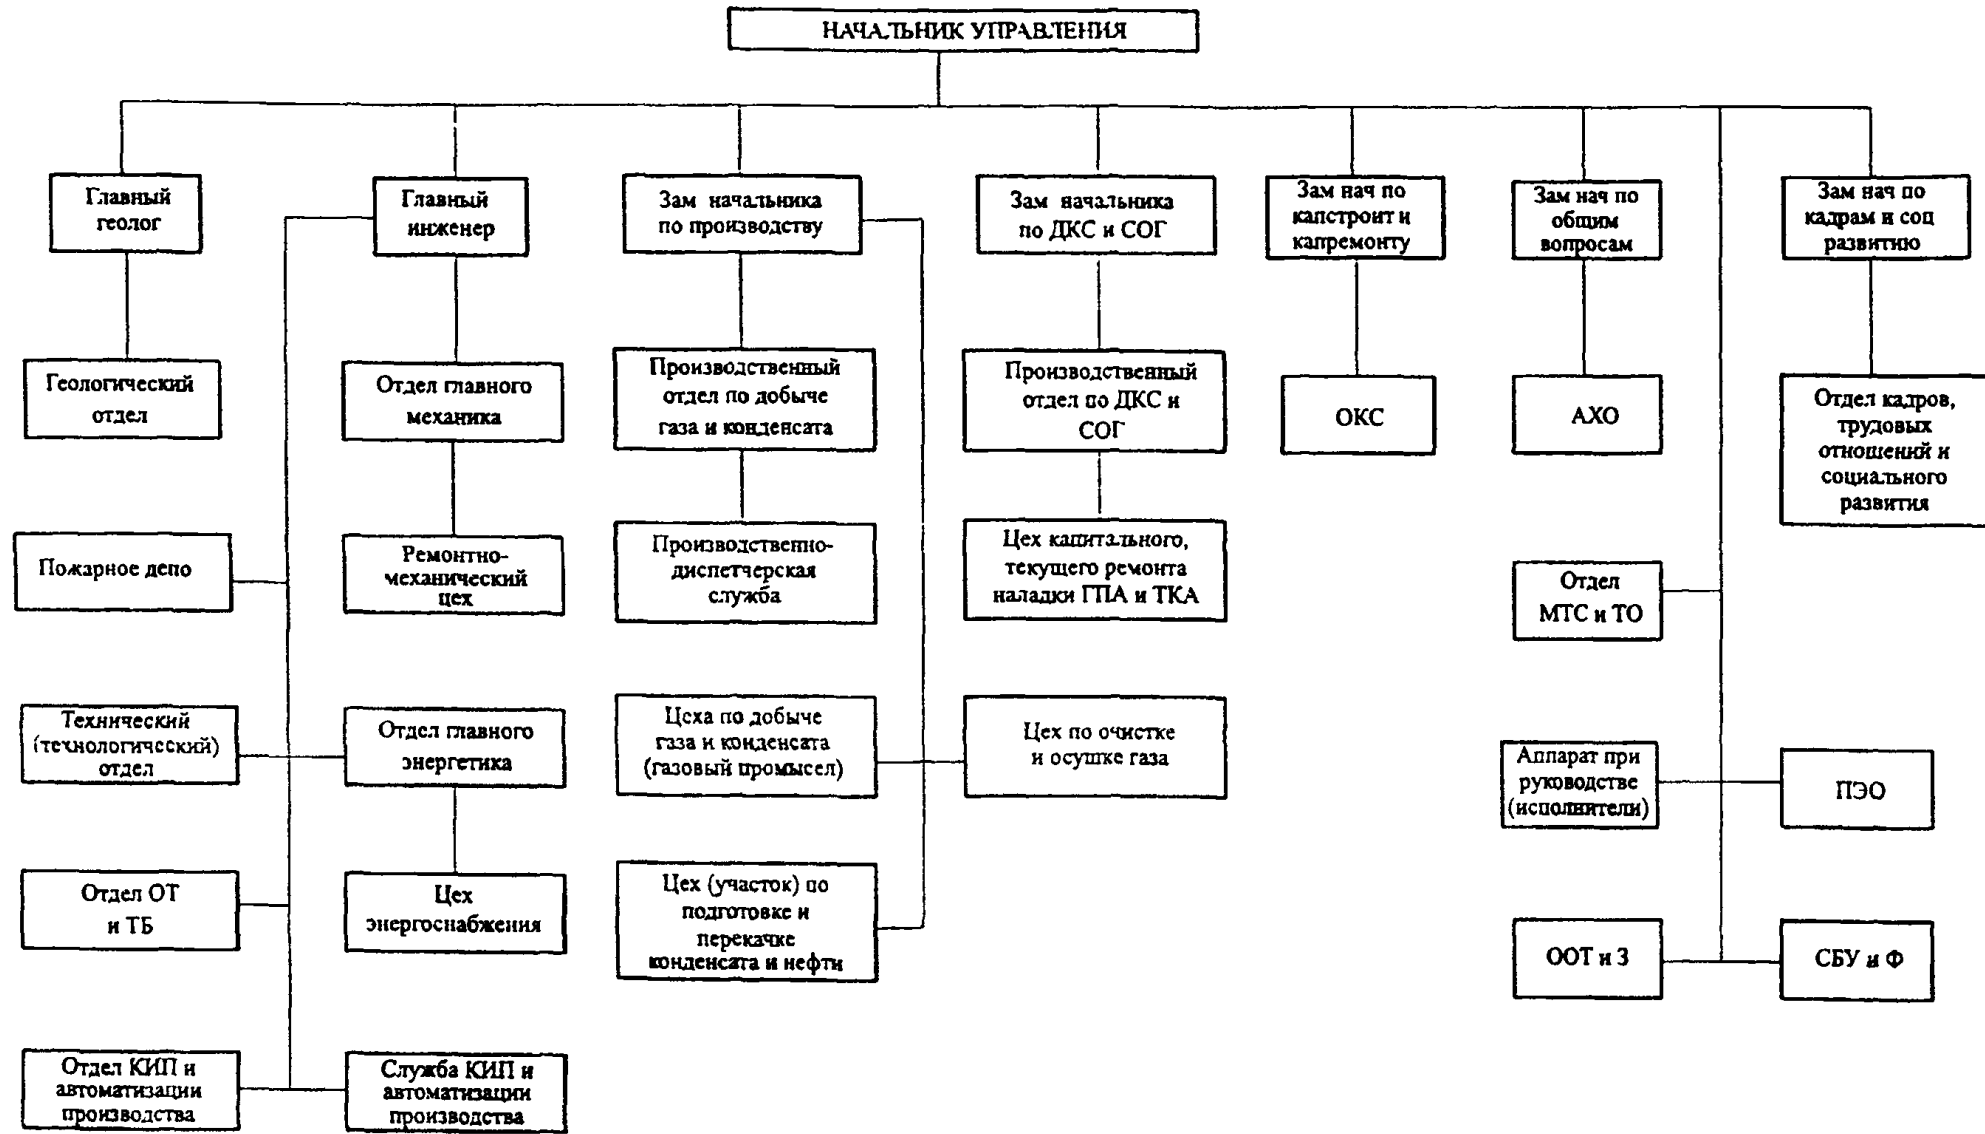 НАЧАЛЬНИК УПРАВЛЕНИЯ
Главный
геолог
Главный
инженер
Зам начальника
по производству
Зам начальника
по ДКС и СОГ
Зам нач по
капстроит и
капремонту
Зам нач по
общим
вопросам
Зам нач по
кадрам и соц
развитию
Геологический
отдел
Отдел главного
механика
Производственный
отдел по добыче
газа и конденсата
Производственный
отдел по ДКС и
СОГ
ОКС
АХО
Отдел кадров,
трудовых
отношений и
социального
развития
Пожарное депо
Ремонтно-
механический
цех
Производственно-
диспетчерская
служба
Цех капитального,
текущего ремонта
наладки ГПА и ТКА
Отдел
МТС и ТО
Технический
(технологический)
отдел
Отдел главного
энергетика
Цеха по добыче
газа и конденсата
(газовый промысел)
Цех по очистке
и осушке газа
Аппарат при
руководстве
(исполнители)
ПЭО
Отдел ОТ
и ТБ
Цех
энергоснабжения
Цех (участок) по
подготовке и
перекачке
конденсата и нефти
ООТ и З
СБУ и Ф
Отдел КИП и
автоматизации
производства
Служба КИП и
автоматизации
производства